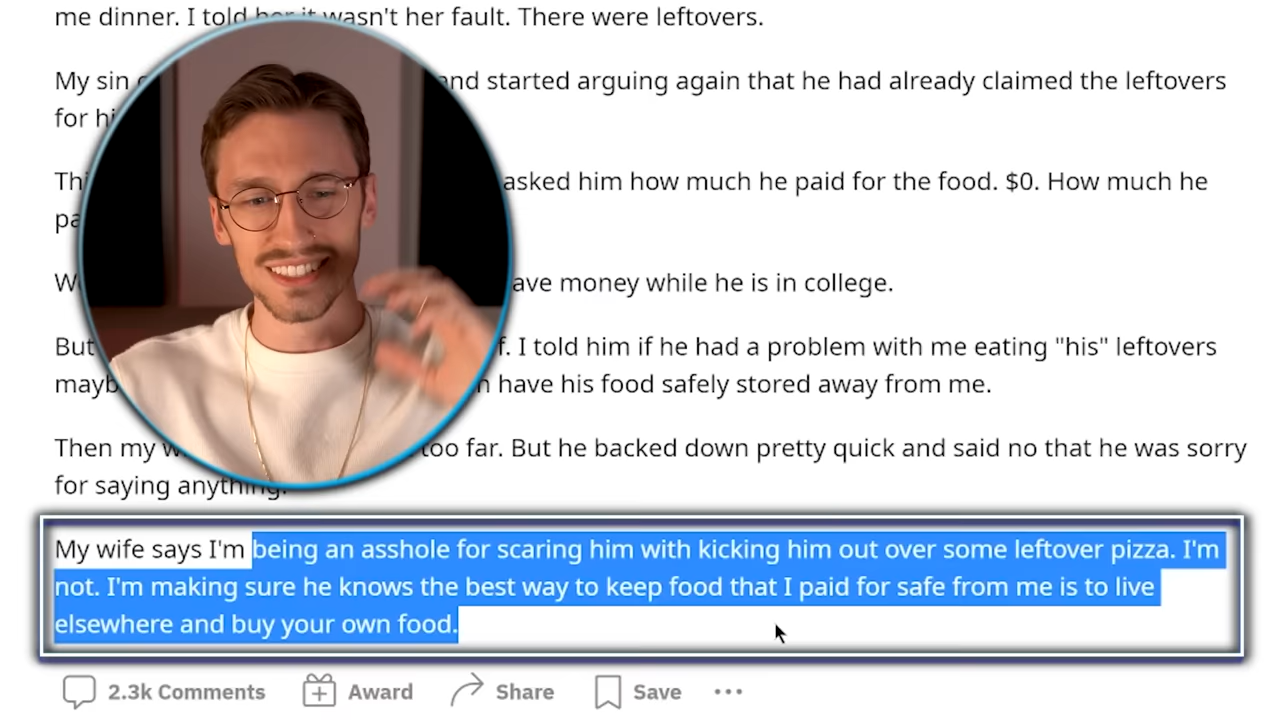 me dinner. I told her it wasn't her fault. There were leftovers.
My sin and started arguing again that he had already claimed the leftovers
for
asked him how much he paid for the food. $0. How much he
money while he is in college.
But I told him if he had a problem with me eating "his" leftovers
have his food safely stored away from me.
Then my too far. But he backed down pretty quick and said no that he was sorry
for saying anything.
My wife says I'm being an asshole for scaring him with kicking him out over some leftover pizza. I'm
not. I'm making sure he knows the best way to keep food that I paid for safe from me is to live
elsewhere and buy your own food.
2.3k Comments Award Share Save